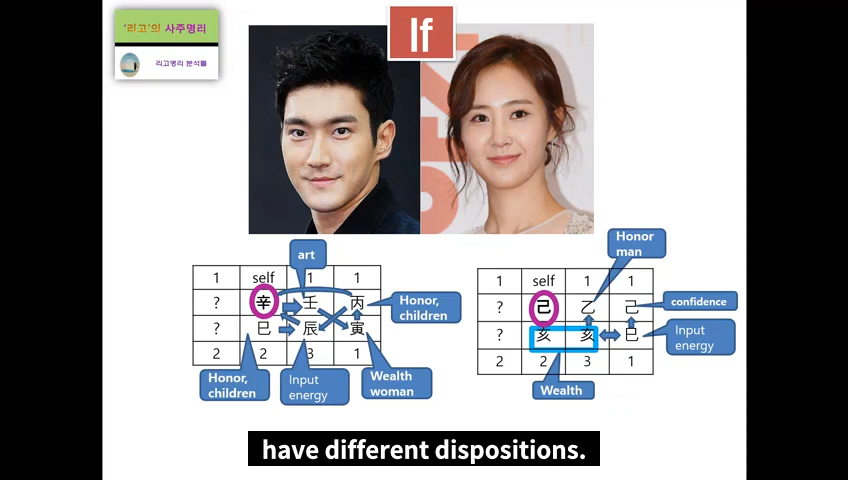 '리고'의 사주명리
리고명리 분석틀
If
art
1 self 1 1
? 辛 壬 丙
? 巳 辰 寅
2 2 3 1
Honor,
children
Honor,
children
Input
energy
Wealth
woman
Honor
man
1 self 1 1
? 己 乙 己
? 亥 亥 巳
2 2 3 1
confidence
Input
energy
Wealth
have different dispositions.